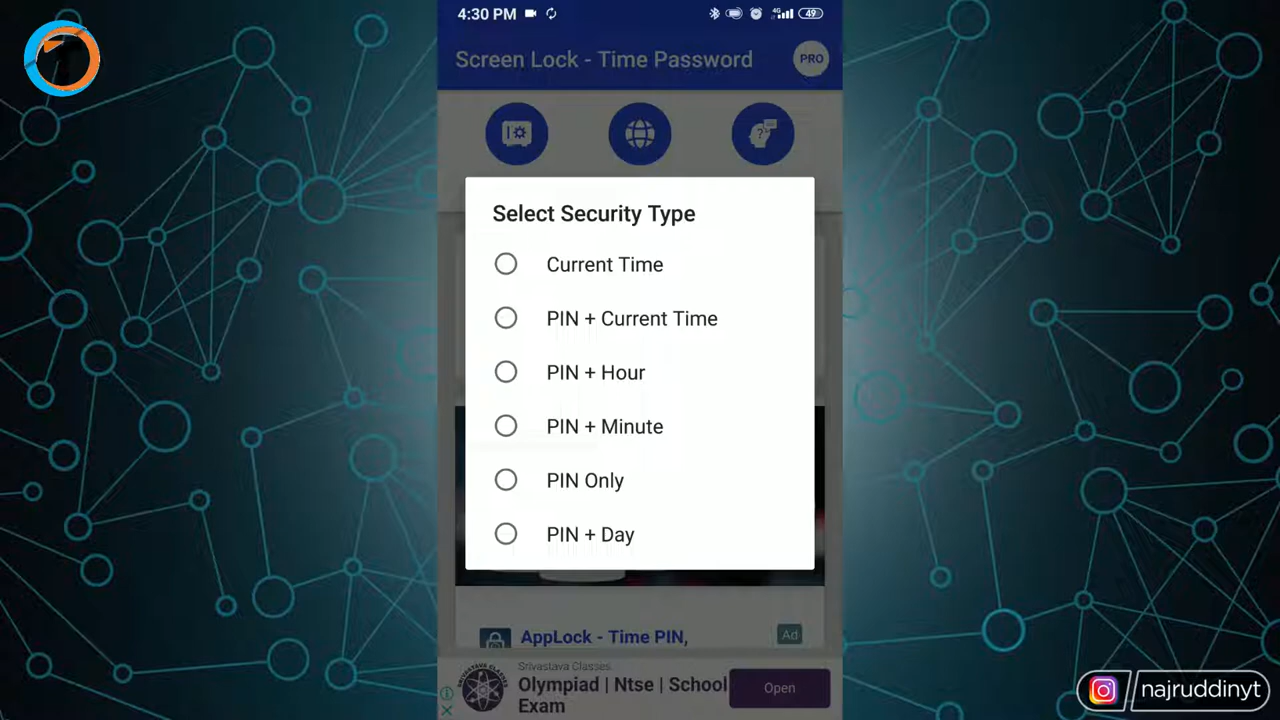 4:30 PM
4G
49
Screen Lock - Time Password
PRO
Select Security Type
Current Time
PIN + Current Time
PIN + Hour
PIN + Minute
PIN Only
PIN + Day
AppLock - Time PIN,
Ad
Srivastava Classes
Olympiad | Ntse | School
Exam
Open
najruddinyt